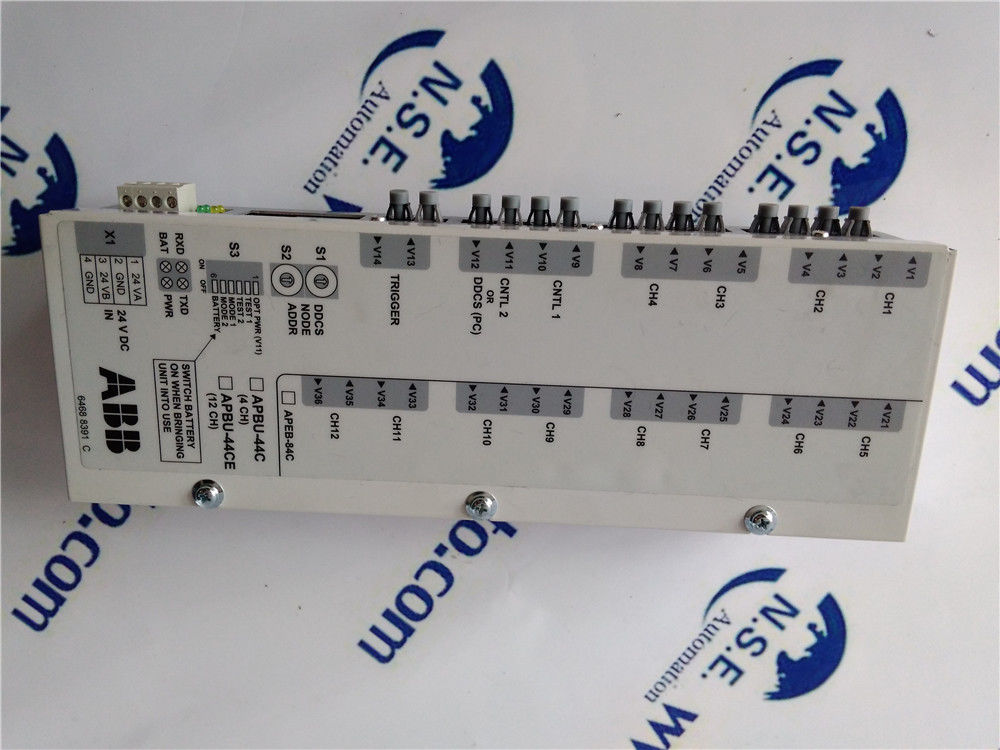 X1
1 24 VA
2 GND
3 24 VB
4 GND
24 V DC
IN
RXD
TXD
BAT
PWR
S3
ON
OFF
1
6
OPT PWR (V11)
TEST 1
TEST 2
MODE 1
MODE 2
BATTERY
SWITCH BATTERY
ON WHEN BRINGING
UNIT INTO USE
S1
S2
DDCS
NODE
ADDR
V13
V14
TRIGGER
V9
V10
V11
V12
CNTL 1
CNTL 2
OR
DDCS (PC)
V5
V6
V7
V8
CH3
CH4
V1
V2
V3
V4
CH1
CH2
ABB
6468 8391 C
APBU-44C
(4 CH)
APBU-44CE
(12 CH)
APEB-84C
V33
V34
V35
V36
CH11
CH12
V29
V30
V31
V32
CH9
CH10
V25
V26
V27
V28
CH7
CH8
V21
V22
V23
V24
CH5
CH6
N.S.E.
Automation
N.S.E.
Automation
N.S.E.
Automation
o.com
to.com
w